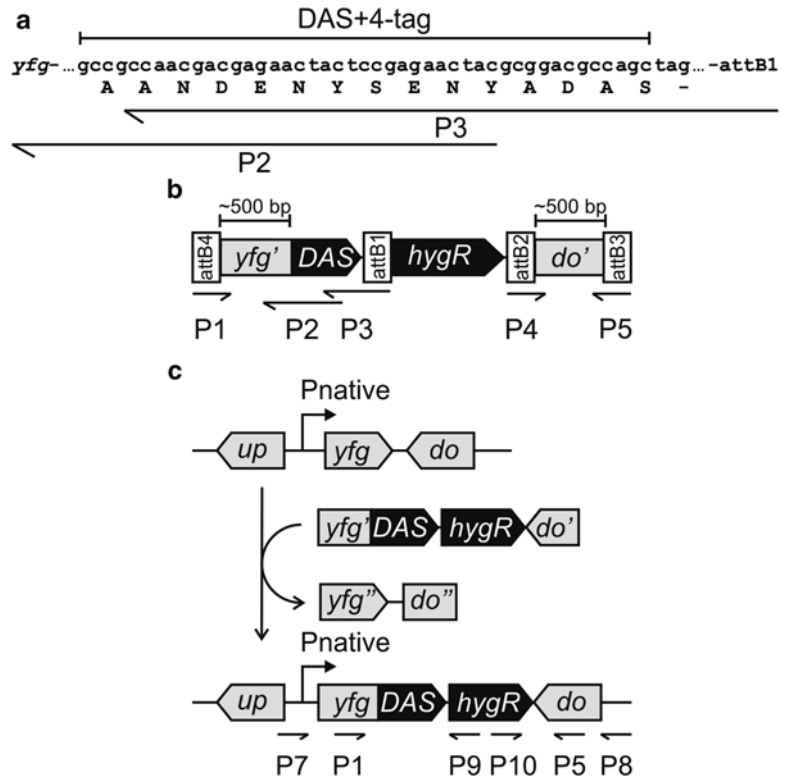 a
DAS+4-tag
yfg-…gccgccaacgacgagaactactccgagaactacgcggacgccagctag…-attB1
A A N D E N Y S E N Y A D A S -
P3
P2
b
~500 bp ~500 bp
attB4 yfg' DAS attB1 hygR attB2 do' attB3
P1 P2 P3 P4 P5
c
Pnative
up yfg do
yfg' DAS hygR do'
yfg" do"
Pnative
up yfg DAS hygR do
P7 P1 P9 P10 P5 P8